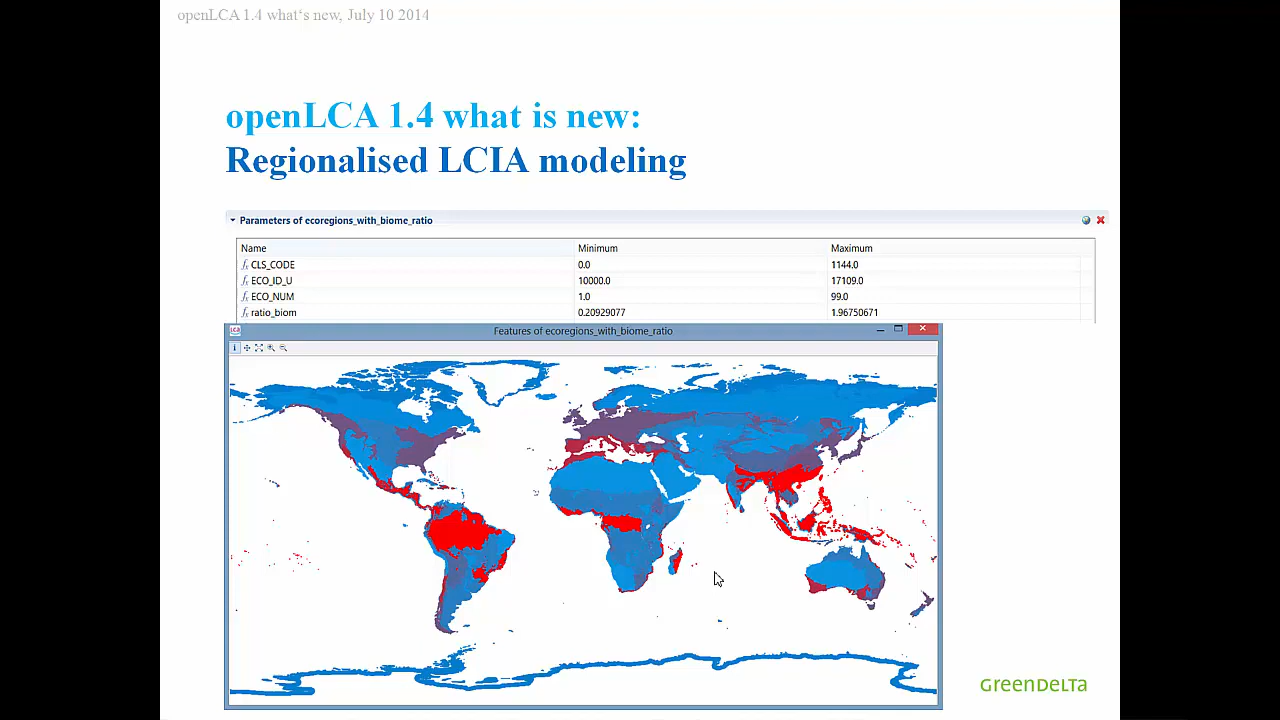 openLCA 1.4 what's new, July 10 2014
openLCA 1.4 what is new:
Regionalised LCIA modeling
Parameters of ecoregions_with_biome_ratio
Name Minimum Maximum
CLS_CODE 0.0 1144.0
ECO_ID_U 10000.0 17109.0
ECO_NUM 1.0 99.0
ratio_biom 0.20929077 1.96750671
LCA Features of ecoregions_with_biome_ratio
GreenDeLTa